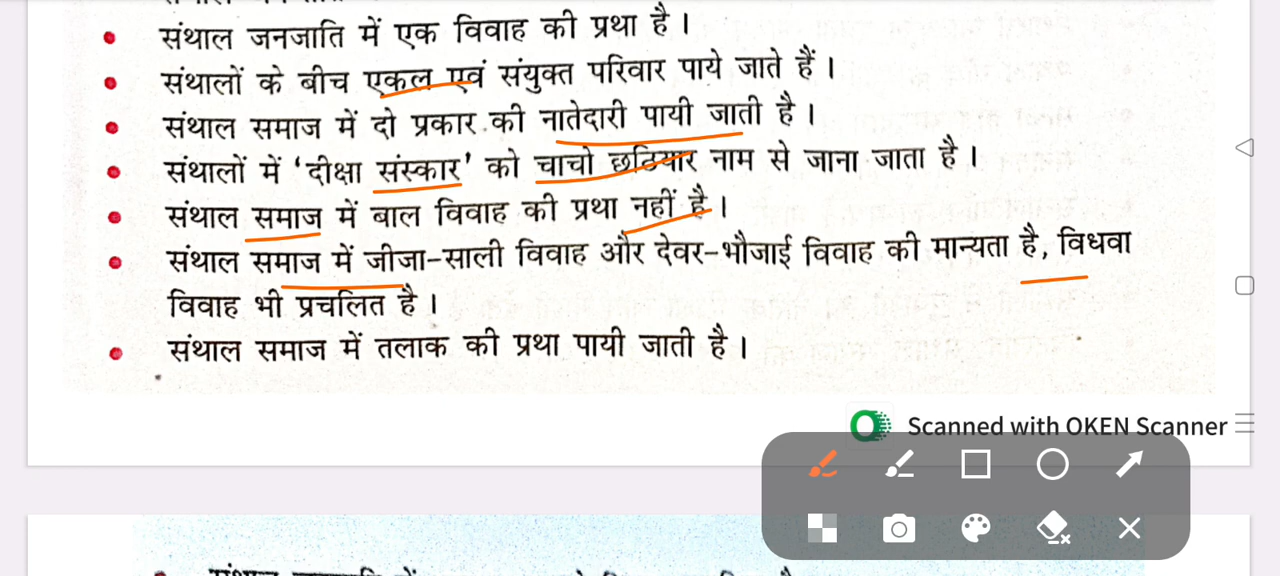 संथाल जनजाति में एक विवाह की प्रथा है।
संथालों के बीच एकल एवं संयुक्त परिवार पाये जाते हैं।
संथाल समाज में दो प्रकार की नातेदारी पायी जाती है।
संथालों में ‘दीक्षा संस्कार’ को चाचो छठियार नाम से जाना जाता है।
संथाल समाज में बाल विवाह की प्रथा नहीं है।
संथाल समाज में जीजा-साली विवाह और देवर-भौजाई विवाह की मान्यता है, विधवा
विवाह भी प्रचलित है।
संथाल समाज में तलाक की प्रथा पायी जाती है।
Scanned with OKEN Scanner